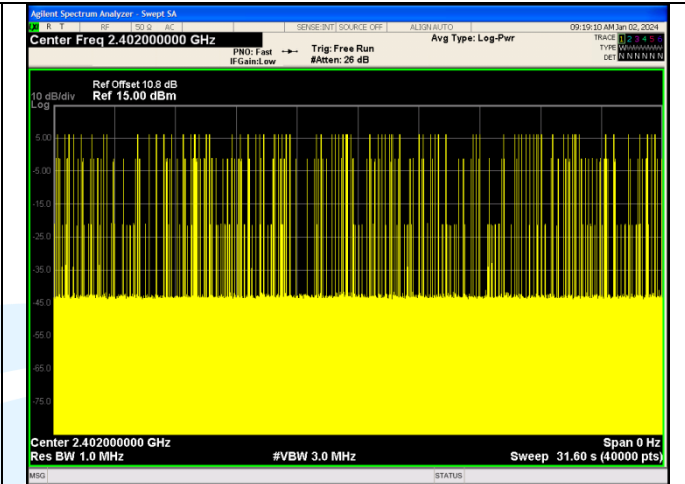 Agilent Spectrum Analyzer - Swept SA
R T RF 50 Ω AC SENSE:INT SOURCE OFF ALIGN AUTO 09:19:10 AM Jan 02, 2024
Center Freq 2.402000000 GHz
Avg Type: Log-Pwr
TRACE 1 2 3 4 5 6
PNO: Fast Trig: Free Run
TYPE W
IFGain:Low #Atten: 26 dB
DET N N N N N N
Ref Offset 10.8 dB
10 dB/div Ref 15.00 dBm
Log
5.00
-5.00
-15.0
-25.0
-35.0
-45.0
-55.0
-65.0
-75.0
Center 2.402000000 GHz Span 0 Hz
Res BW 1.0 MHz #VBW 3.0 MHz Sweep 31.60 s (40000 pts)
MSG STATUS